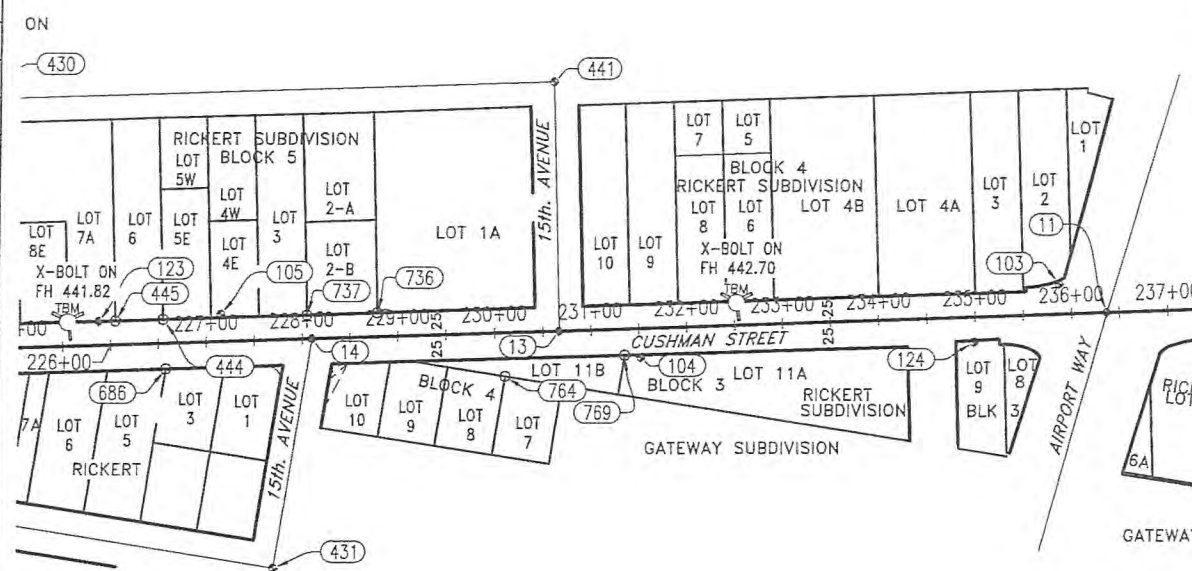 ON
430
441
RICKERT SUBDIVISION
BLOCK 5
LOT
8E
LOT
7A
LOT
6
LOT
5W
LOT
5E
LOT
4W
LOT
4E
LOT
3
LOT
2-A
LOT
2-B
LOT 1A
15th. AVENUE
LOT
10
LOT
9
LOT
7
LOT
5
BLOCK 4
RICKERT SUBDIVISION
LOT
8
LOT
6
LOT 4B
LOT 4A
LOT
3
LOT
2
LOT
1
11
103
X-BOLT ON
FH 441.82
TBM
123
445
105
737
736
X-BOLT ON
FH 442.70
TBM
+00
226+00
227+00
228+00
229+00
230+00
231+00
232+00
233+00
234+00
235+00
236+00
237+00
25 25
25-25
CUSHMAN STREET
444
14
13
104
124
686
764
769
7A
LOT
6
LOT
5
LOT
3
LOT
1
RICKERT
15th. AVENUE
431
BLOCK 4
LOT
10
LOT
9
LOT
8
LOT
7
LOT 11B
BLOCK 3
LOT 11A
RICKERT
SUBDIVISION
GATEWAY SUBDIVISION
LOT
9
BLK 3
LOT
8
AIRPORT WAY
RIC
LOT
6A
GATEWA